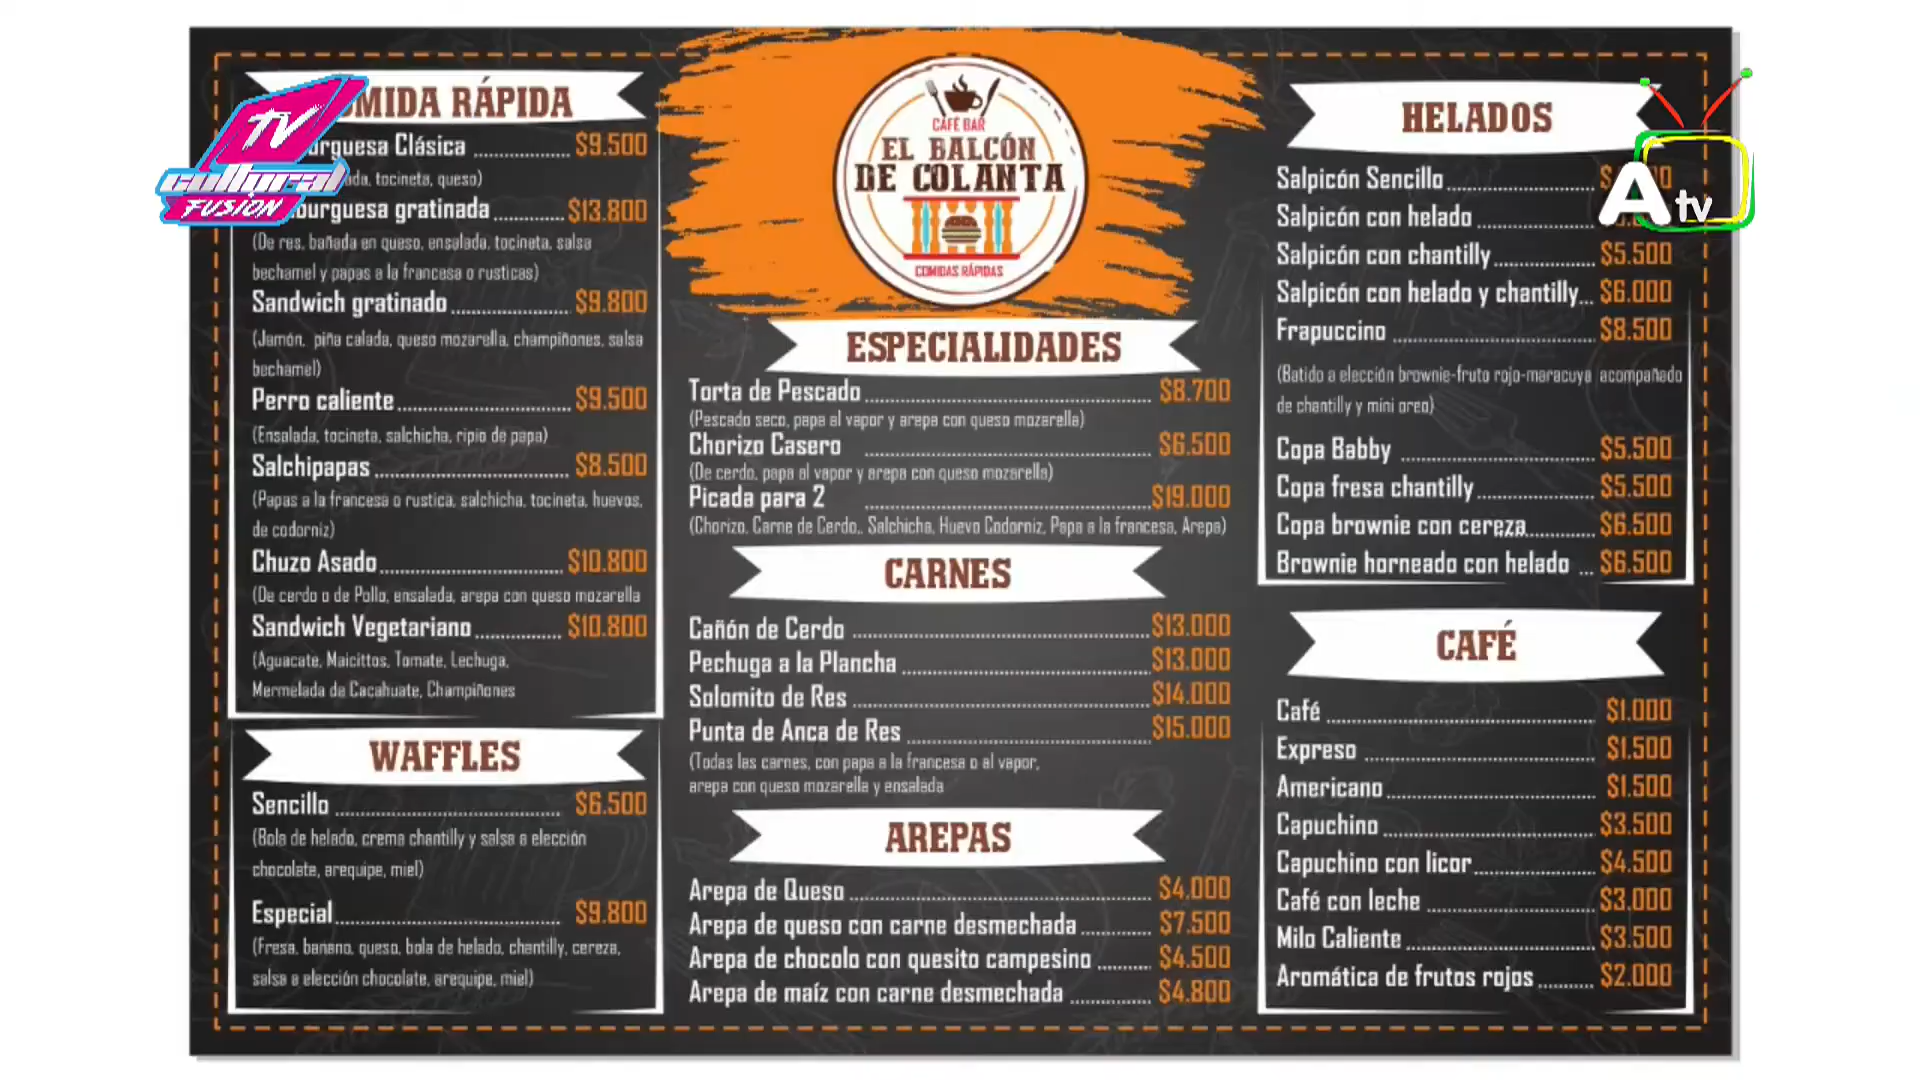 TV
cultural
FUSIÓN
RÁPIDA
Clásica ........ $9.500
tocineta, queso)
gratinada ........ $13.800
(De res, bañada en queso, ensalada, tocineta, salsa
bechamel y papas a la francesa o rusticas)
Sandwich gratinado ........ $9.800
(Jamón, piña calada, queso mozarella, champiñones, salsa
bechamel)
Perro caliente ........ $9.500
(Ensalada, tocineta, salchicha, ripio de papa)
Salchipapas ........ $8.500
(Papas a la francesa o rustica, salchicha, tocineta, huevos,
de codorniz)
Chuzo Asado ........ $10.800
(De cerdo o de Pollo, ensalada, arepa con queso mozarella
Sandwich Vegetariano ........ $10.800
(Aguacate, Maicittos, Tomate, Lechuga,
Mermelada de Cacahuate, Champiñones
WAFFLES
Sencillo ........ $6.500
(Bola de helado, crema chantilly y salsa a elección
chocolate, arequipe, miel)
Especial ........ $9.800
(Fresa, banano, queso, bola de helado, chantilly, cereza,
salsa a elección chocolate, arequipe, miel)
CAFÉ BAR
EL BALCÓN
DE COLANTA
COMIDAS RÁPIDAS
ESPECIALIDADES
Torta de Pescado ........ $8.700
(Pescado seco, papa al vapor y arepa con queso mozarella)
Chorizo Casero ........ $6.500
(De cerdo, papa al vapor y arepa con queso mozarella)
Picada para 2 ........ $19.000
(Chorizo, Carne de Cerdo,, Salchicha, Huevo Codorniz, Papa a la francesa, Arepa)
CARNES
Cañón de Cerdo ........ $13.000
Pechuga a la Plancha ........ $13.000
Solomito de Res ........ $14.000
Punta de Anca de Res ........ $15.000
(Todas las carnes, con papa a la francesa o al vapor,
arepa con queso mozarella y ensalada
AREPAS
Arepa de Queso ........ $4.000
Arepa de queso con carne desmechada ........ $7.500
Arepa de chocolo con quesito campesino ........ $4.500
Arepa de maíz con carne desmechada ........ $4.800
HELADOS
Atv
Salpicón Sencillo ........
Salpicón con helado ........
Salpicón con chantilly ........ $5.500
Salpicón con helado y chantilly... $6.000
Frapuccino ........ $8.500
(Batido a elección brownie-fruto rojo-maracuya acompañado
de chantilly y mini oreo)
Copa Babby ........ $5.500
Copa fresa chantilly ........ $5.500
Copa brownie con cereza ........ $6.500
Brownie horneado con helado ... $6.500
CAFÉ
Café ........ $1.000
Expreso ........ $1.500
Americano ........ $1.500
Capuchino ........ $3.500
Capuchino con licor ........ $4.500
Café con leche ........ $3.000
Milo Caliente ........ $3.500
Aromática de frutos rojos ........ $2.000